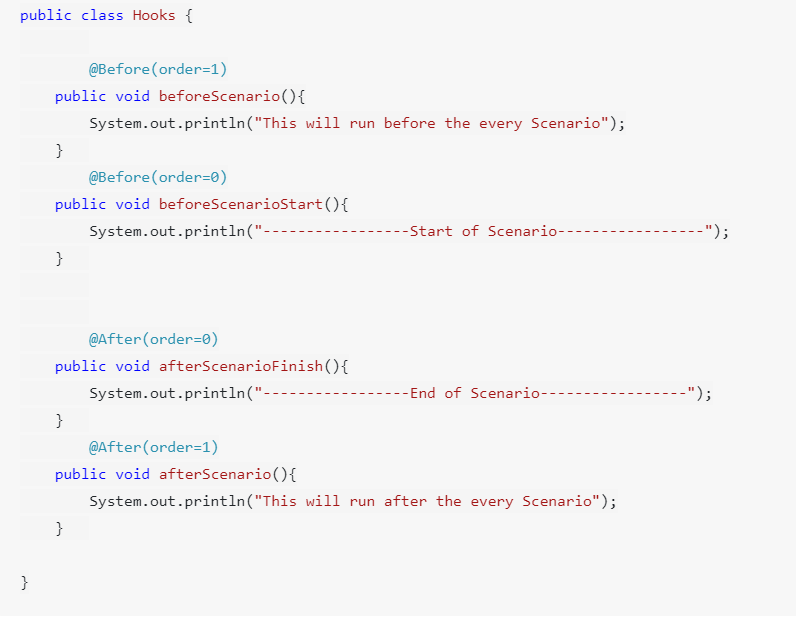 public class Hooks {
@Before(order=1)
public void beforeScenario(){
System.out.println("This will run before the every Scenario");
}
@Before(order=0)
public void beforeScenarioStart(){
System.out.println("-----------------Start of Scenario-----------------");
}
@After(order=0)
public void afterScenarioFinish(){
System.out.println("-----------------End of Scenario-----------------");
}
@After(order=1)
public void afterScenario(){
System.out.println("This will run after the every Scenario");
}
}